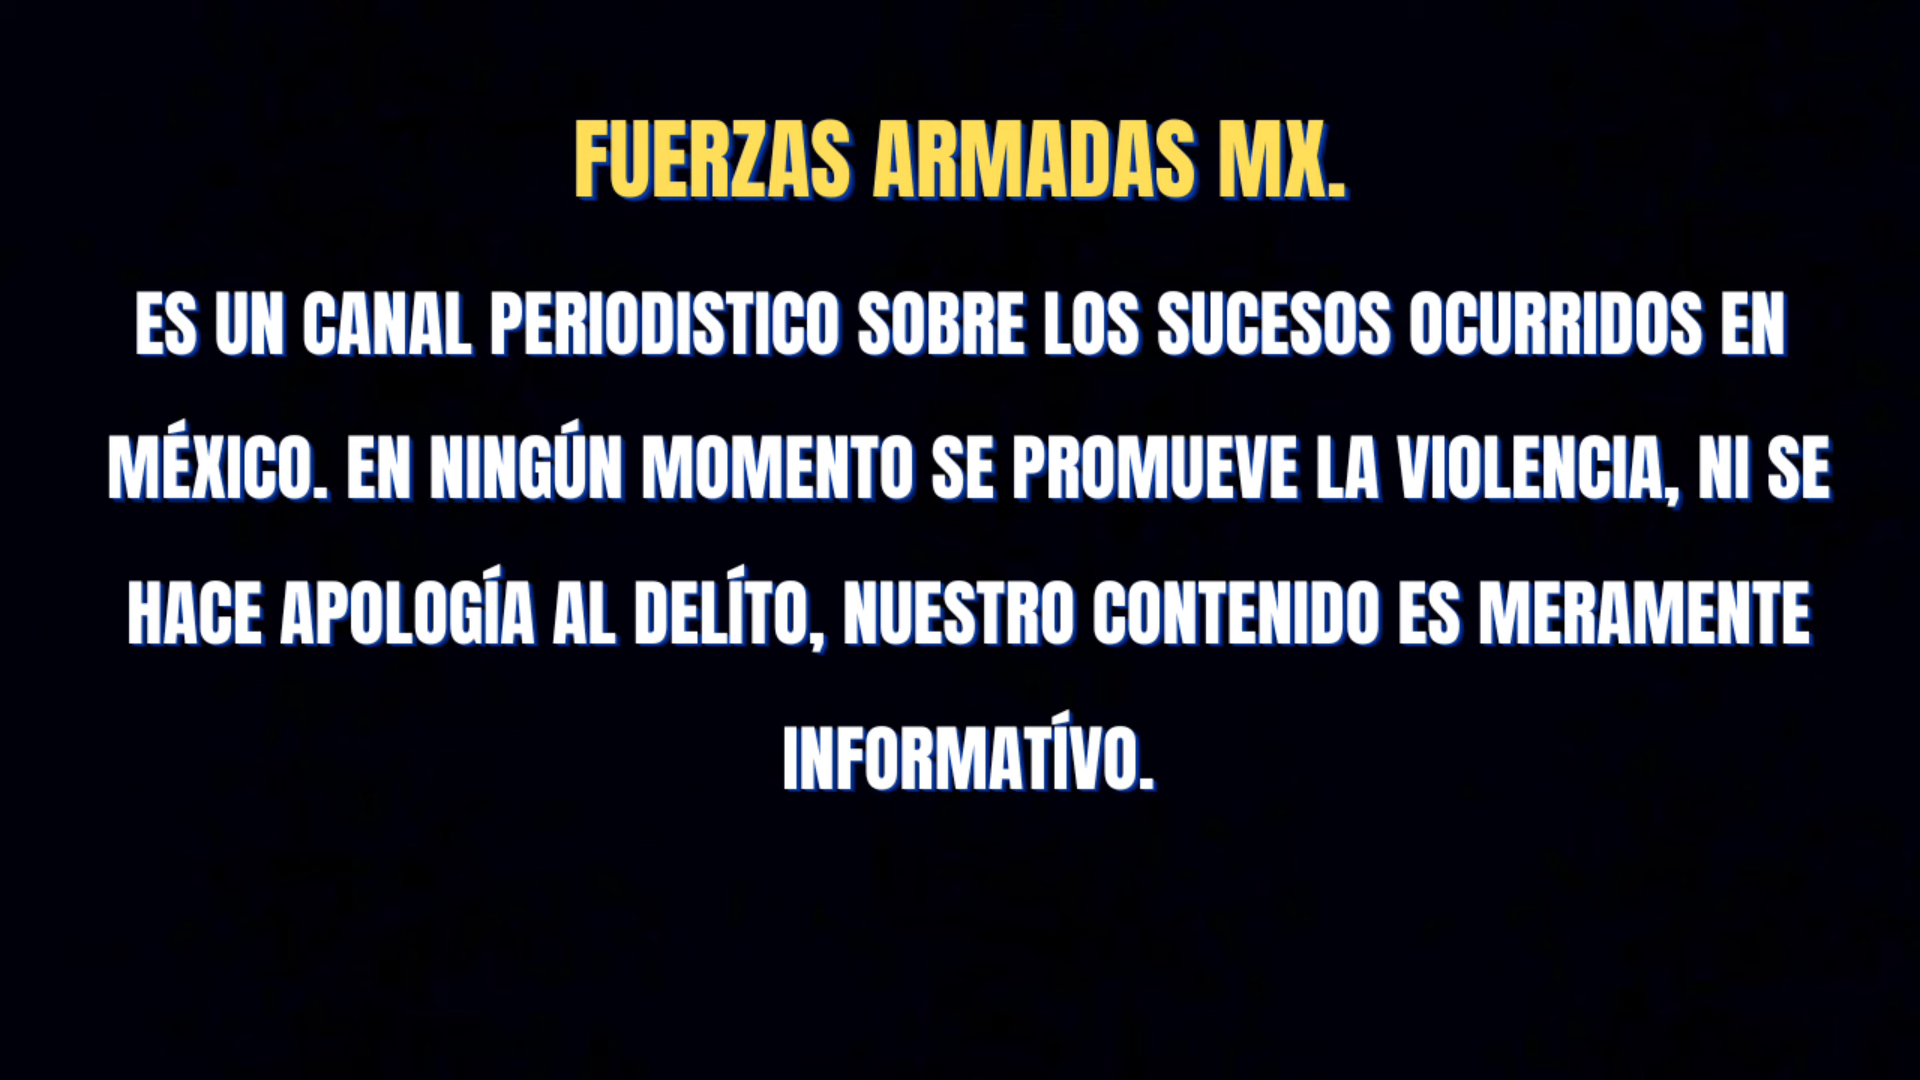 FUERZAS ARMADAS MX.
ES UN CANAL PERIODISTICO SOBRE LOS SUCESOS OCURRIDOS EN
MÉXICO. EN NINGÚN MOMENTO SE PROMUEVE LA VIOLENCIA, NI SE
HACE APOLOGÍA AL DELÍTO, NUESTRO CONTENIDO ES MERAMENTE
INFORMATÍVO.